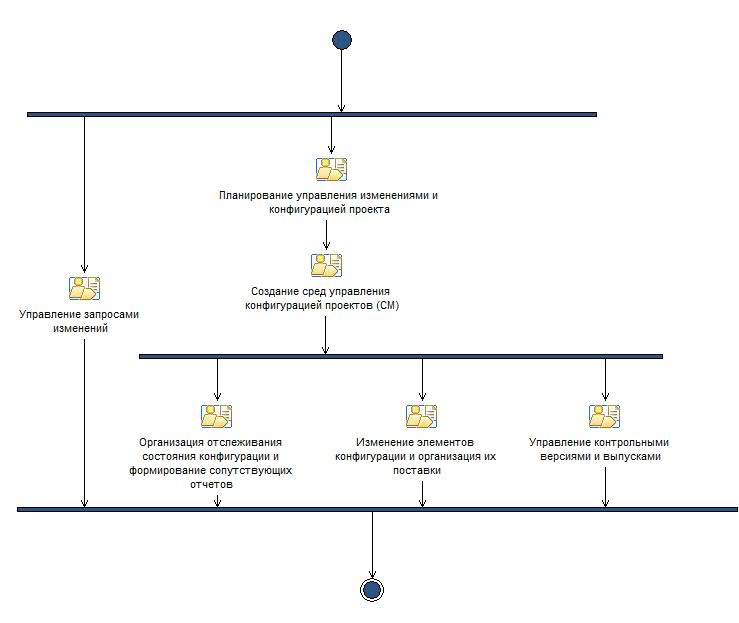 Планирование управления изменениями и
конфигурацией проекта
Создание сред управления
конфигурацией проектов (СМ)
Управление запросами
изменений
Организация отслеживания
состояния конфигурации и
формирование сопутствующих
отчетов
Изменение элементов
конфигурации и организация их
поставки
Управление контрольными
версиями и выпусками